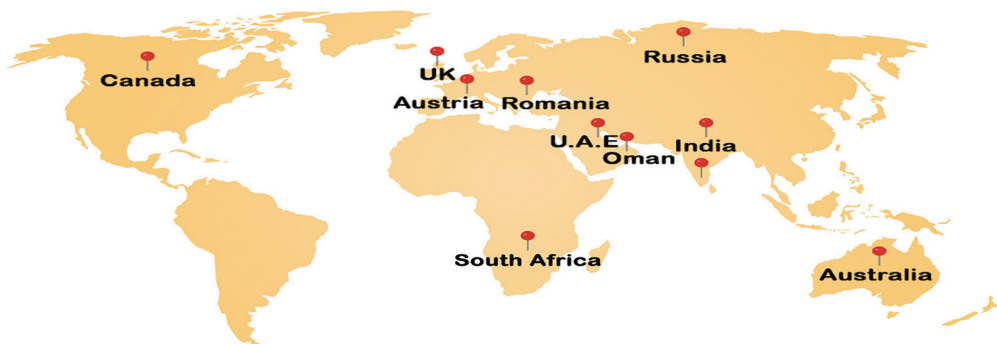 Russia
Canada
UK
Austria
Romania
U.A.E
India
Oman
South Africa
Australia